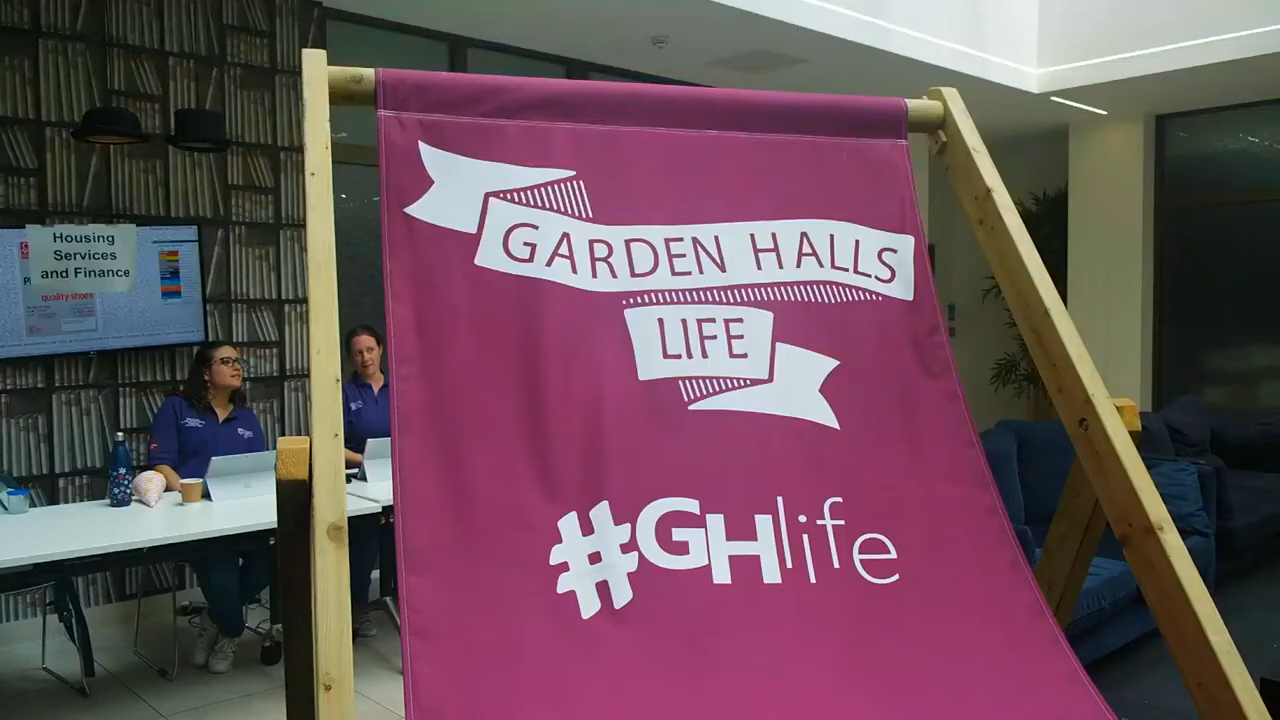 Housing
Services
and Finance
quality shoes
GARDEN HALLS
LIFE
#GHlife